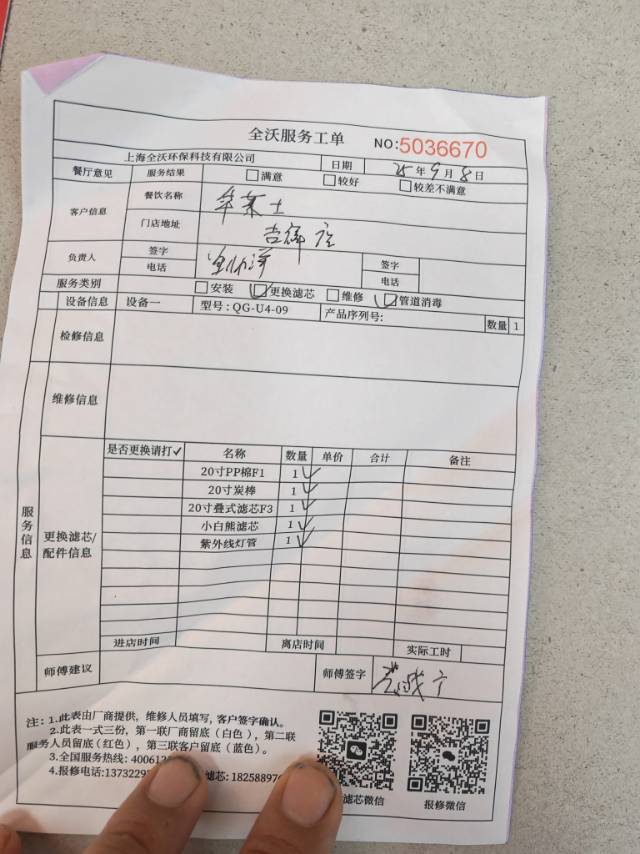 全沃服务工单 NO:5036670
上海全沃环保科技有限公司 日期 25年9月8日
餐厅意见 服务结果 满意 较好 较差不满意
客户信息 餐饮名称 华莱士
门店地址 吉祥店
负责人 签字 签字
电话 电话
服务类别 安装 更换滤芯 维修 管道消毒
设备信息 设备一 型号:QG-U4-09 产品序列号: 数量 1
检修信息
维修信息
服务信息
更换滤芯/配件信息
是否更换请打✓ 名称 数量 单价 合计 备注
20寸PP棉F1 1 ✓
20寸炭棒 1 ✓
20寸叠式滤芯F3 1 ✓
小白熊滤芯 1 ✓
紫外线灯管 1 ✓
进店时间 离店时间 实际工时
师傅建议 师傅签字
注:1.此表由厂商提供,维修人员填写,客户签字确认。
2.此表一式三份,第一联厂商留底(白色),第二联
服务人员留底(红色),第三联客户留底(蓝色)。
3.全国服务热线:40061
4.报修电话:1373229 滤芯:18258897
滤芯微信 报修微信